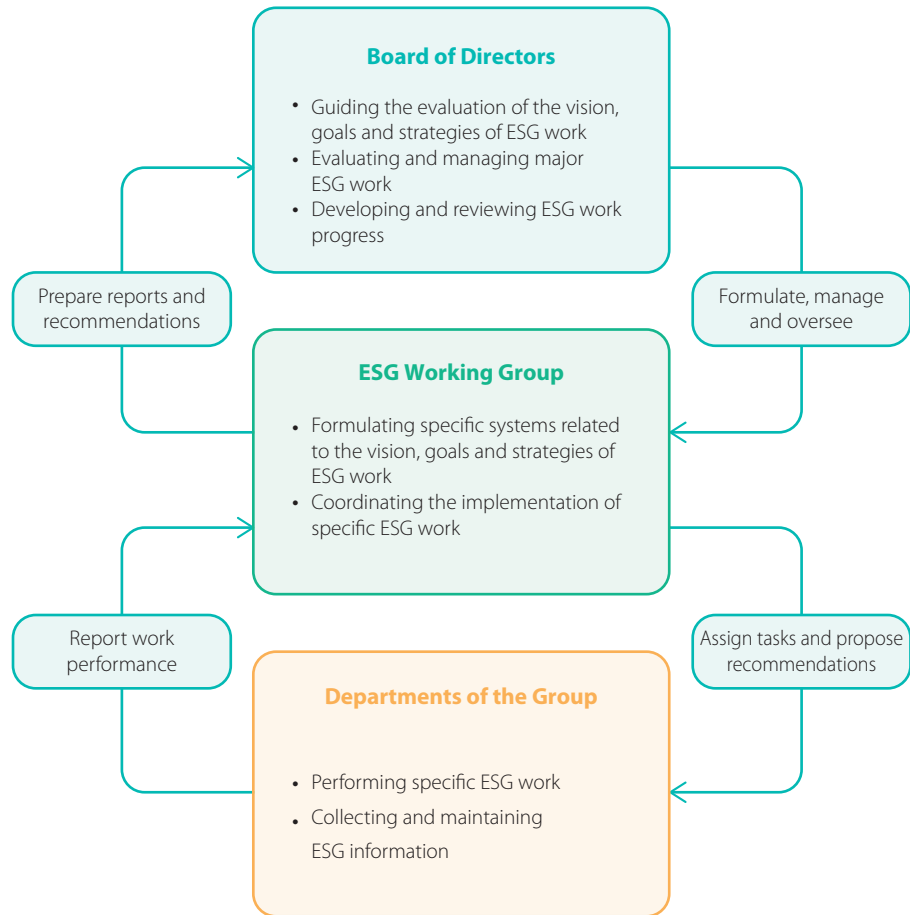 Board of Directors
• Guiding the evaluation of the vision,
goals and strategies of ESG work
• Evaluating and managing major
ESG work
• Developing and reviewing ESG work
progress
Prepare reports and
recommendations
Formulate, manage
and oversee
ESG Working Group
• Formulating specific systems related
to the vision, goals and strategies of
ESG work
• Coordinating the implementation of
specific ESG work
Report work
performance
Assign tasks and propose
recommendations
Departments of the Group
• Performing specific ESG work
• Collecting and maintaining
ESG information